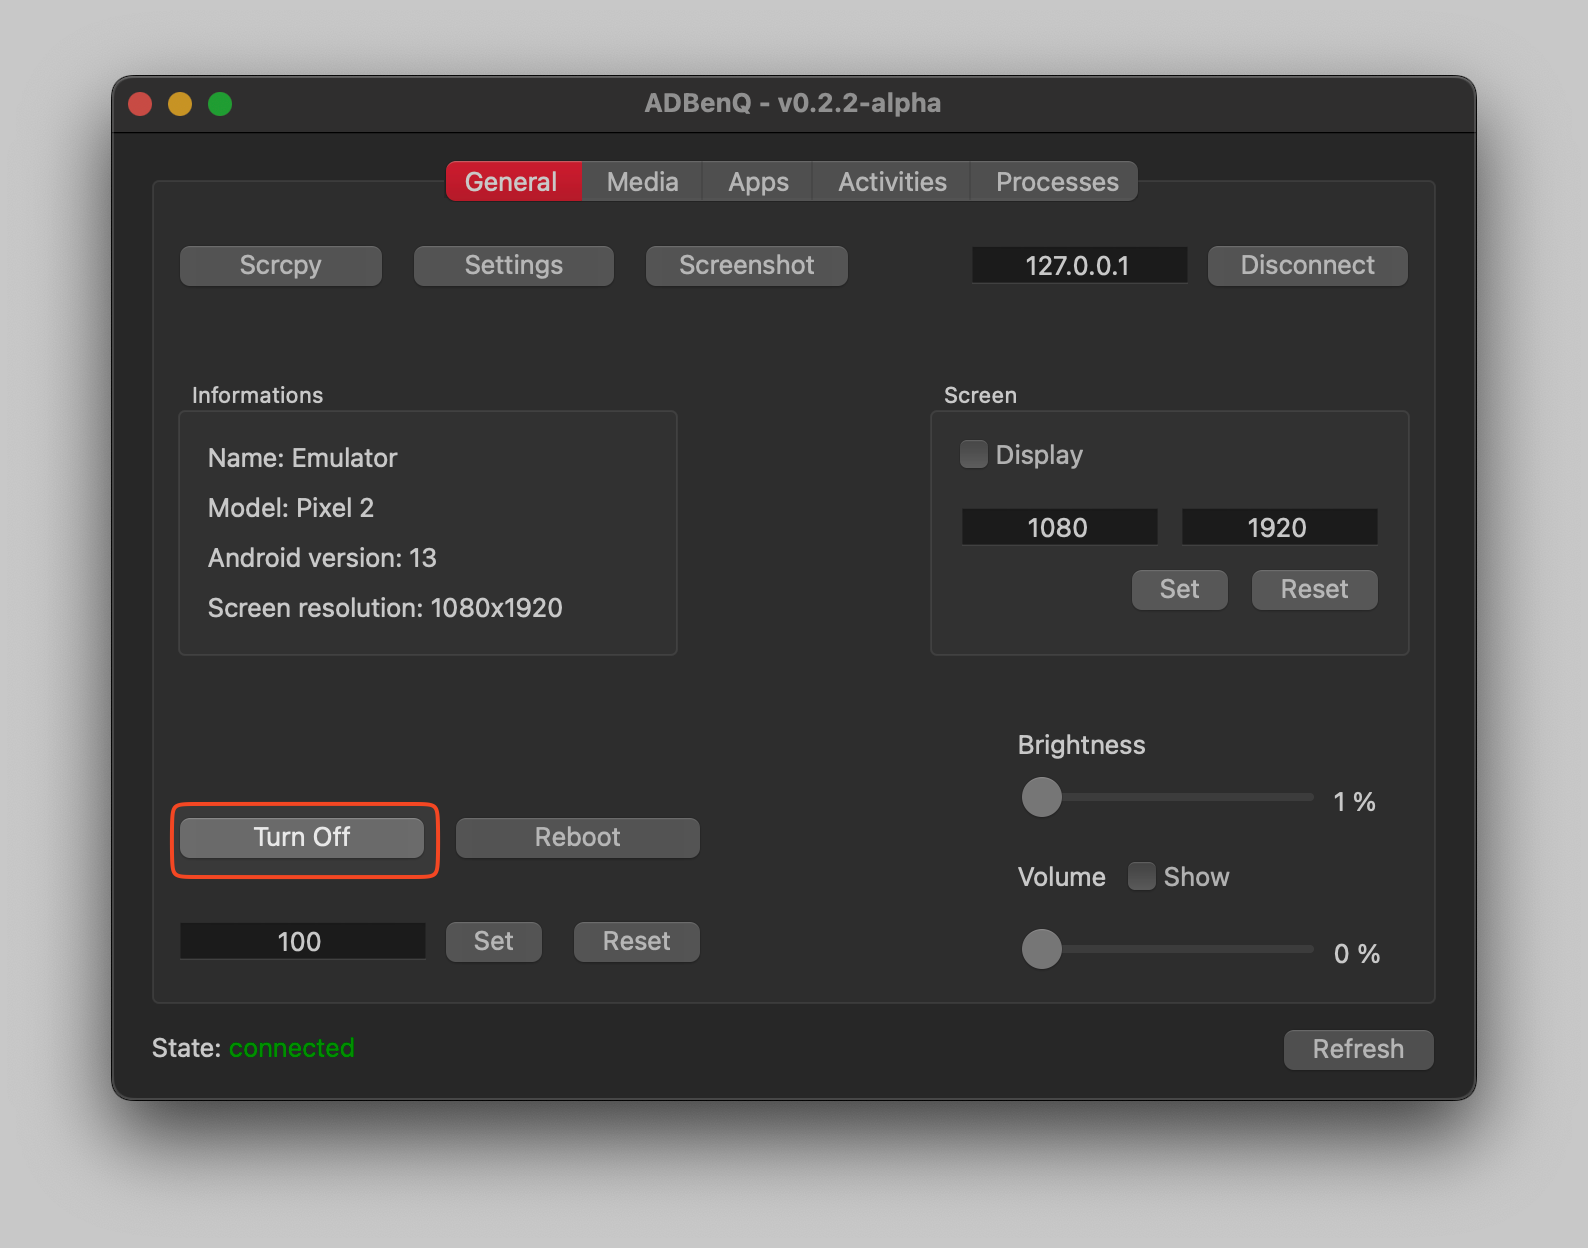 ADBenQ - v0.2.2-alpha
General Media Apps Activities Processes
Scrcpy Settings Screenshot 127.0.0.1 Disconnect
Informations
Name: Emulator
Model: Pixel 2
Android version: 13
Screen resolution: 1080x1920
Screen
Display
1080 1920
Set Reset
Turn Off Reboot
100 Set Reset
Brightness
1 %
Volume Show
0 %
State: connected
Refresh